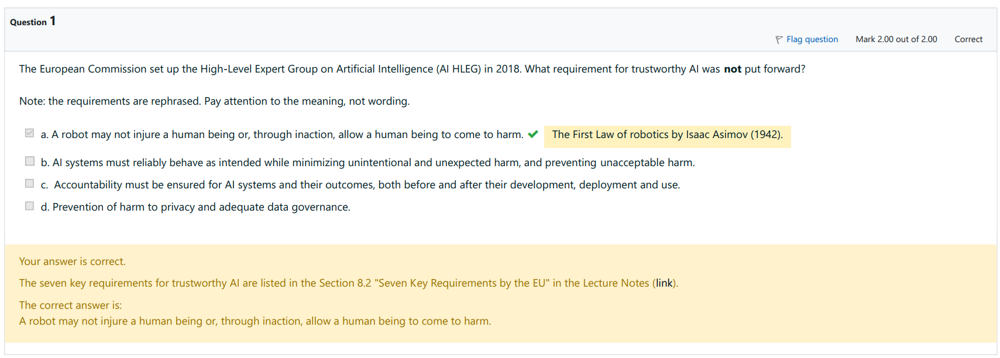 Question 1
Flag question Mark 2.00 out of 2.00 Correct
The European Commission set up the High-Level Expert Group on Artificial Intelligence (AI HLEG) in 2018. What requirement for trustworthy AI was not put forward?
Note: the requirements are rephrased. Pay attention to the meaning, not wording.
a. A robot may not injure a human being or, through inaction, allow a human being to come to harm. ✔ The First Law of robotics by Isaac Asimov (1942).
b. AI systems must reliably behave as intended while minimizing unintentional and unexpected harm, and preventing unacceptable harm.
c. Accountability must be ensured for AI systems and their outcomes, both before and after their development, deployment and use.
d. Prevention of harm to privacy and adequate data governance.
Your answer is correct.
The seven key requirements for trustworthy AI are listed in the Section 8.2 "Seven Key Requirements by the EU" in the Lecture Notes (link).
The correct answer is:
A robot may not injure a human being or, through inaction, allow a human being to come to harm.